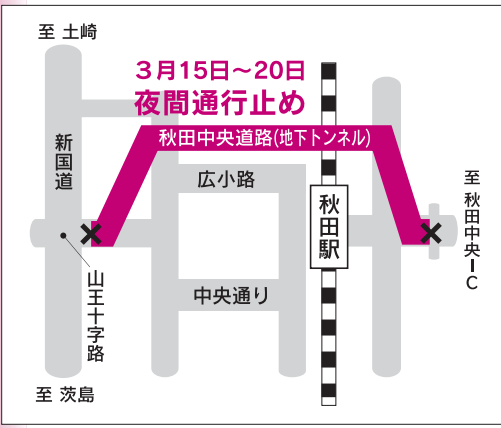 至 土崎
3月15日～20日
夜間通行止め
秋田中央道路(地下トンネル)
新国道
広小路
秋田駅
至 秋田中央IC
山王十字路
中央通り
至 茨島